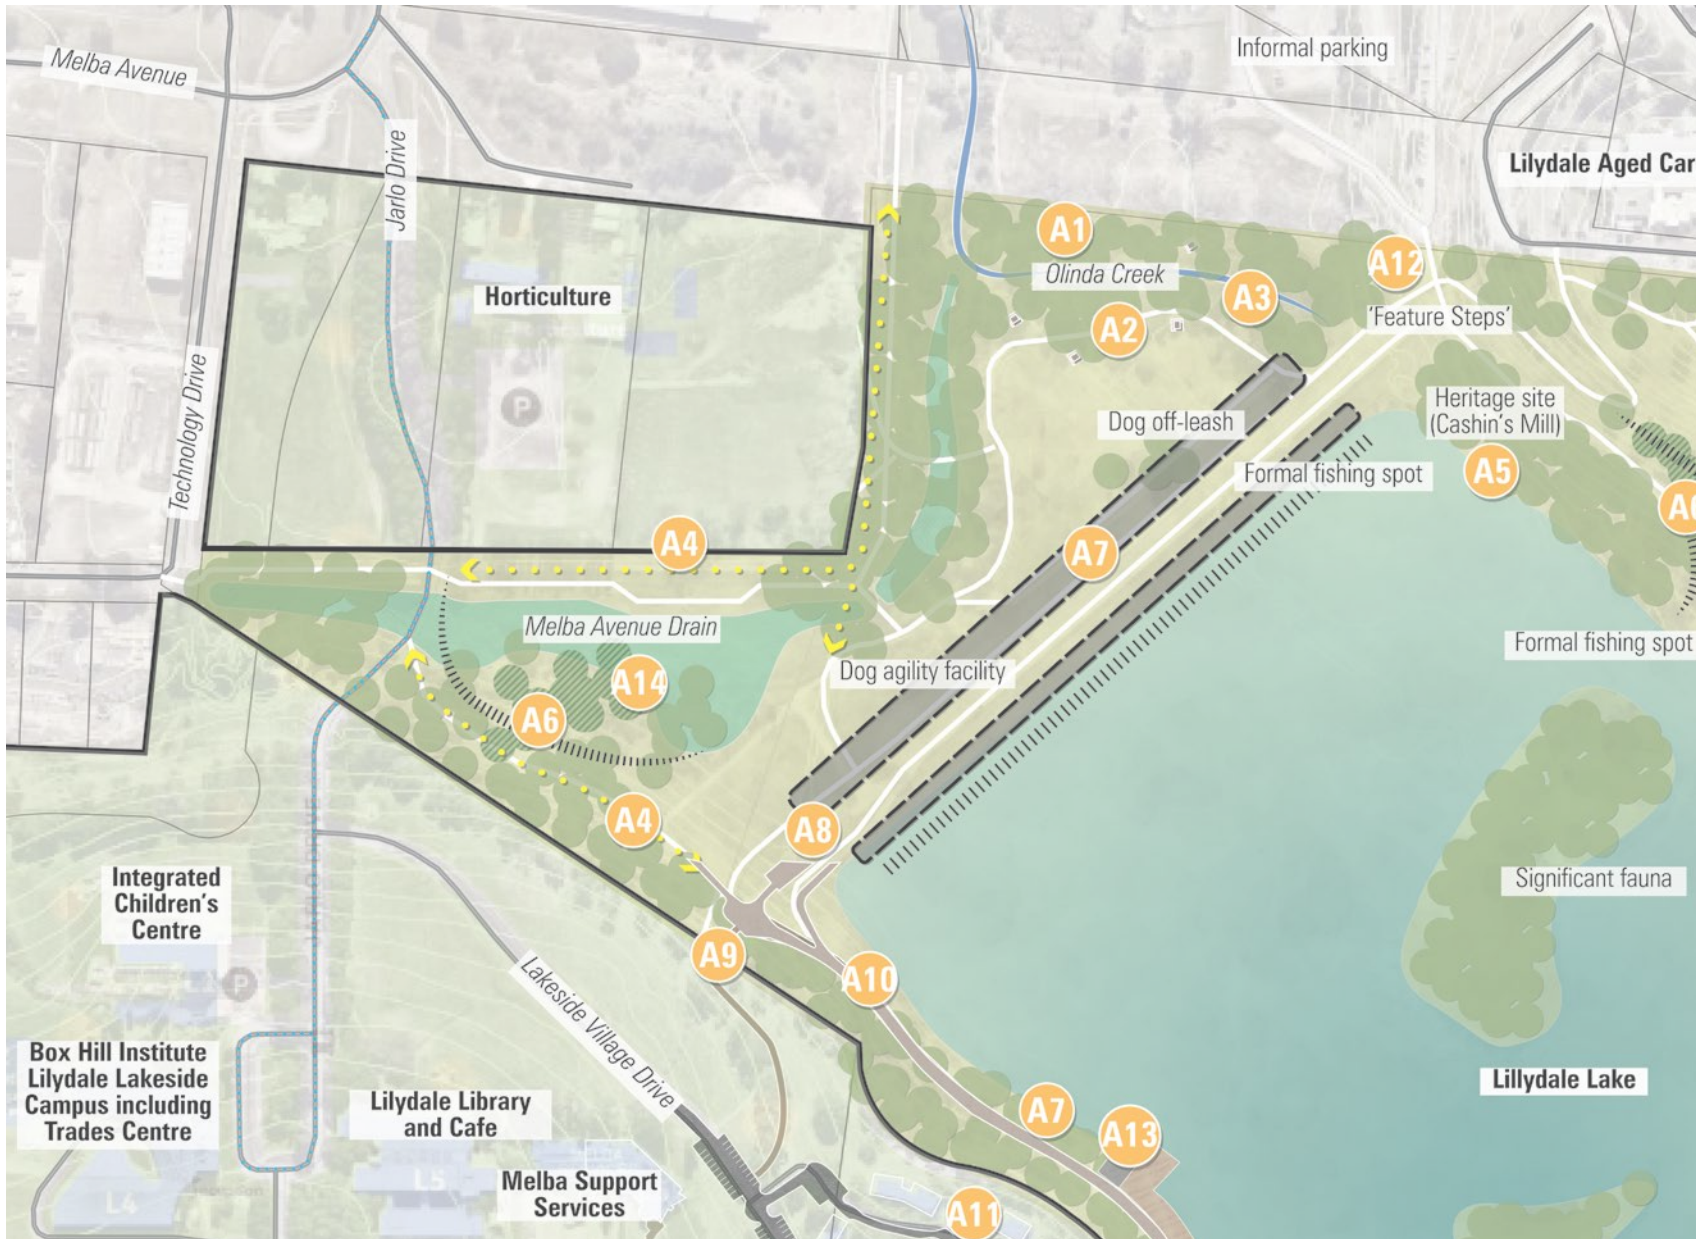 Informal parking
Melba Avenue
Lilydale Aged Car
Jarlo Drive
A1
A12
Olinda Creek
Horticulture
A3
A2
'Feature Steps'
P
Technology Drive
Dog off-leash
Heritage site
(Cashin's Mill)
Formal fishing spot
A5
A4
A7
Melba Avenue Drain
Formal fishing spot
Dog agility facility
A14
A6
A4
A8
Integrated
Children's
Centre
Significant fauna
A9
Lakeside Village Drive
A10
P
Box Hill Institute
Lilydale Lakeside
Campus including
Trades Centre
Lillydale Lake
Lilydale Library
and Cafe
A7
A13
Melba Support
Services
L5
L4
A11